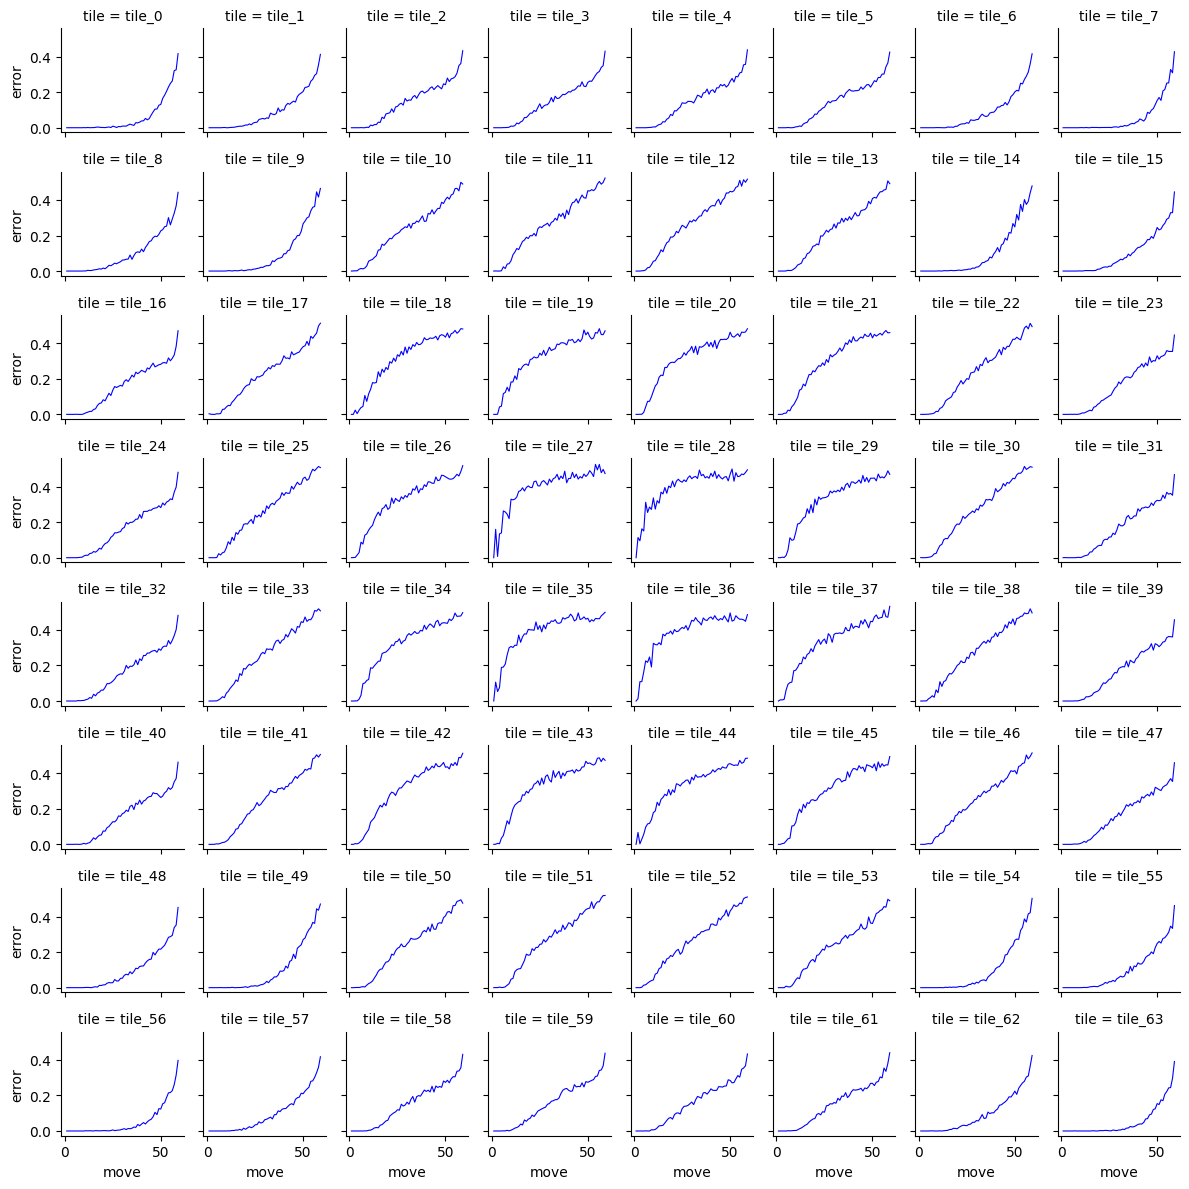 tile = tile_0 tile = tile_1 tile = tile_2 tile = tile_3 tile = tile_4 tile = tile_5 tile = tile_6 tile = tile_7
0.4
error
0.2
0.0
tile = tile_8 tile = tile_9 tile = tile_10 tile = tile_11 tile = tile_12 tile = tile_13 tile = tile_14 tile = tile_15
0.4
error
0.2
0.0
tile = tile_16 tile = tile_17 tile = tile_18 tile = tile_19 tile = tile_20 tile = tile_21 tile = tile_22 tile = tile_23
0.4
error
0.2
0.0
tile = tile_24 tile = tile_25 tile = tile_26 tile = tile_27 tile = tile_28 tile = tile_29 tile = tile_30 tile = tile_31
0.4
error
0.2
0.0
tile = tile_32 tile = tile_33 tile = tile_34 tile = tile_35 tile = tile_36 tile = tile_37 tile = tile_38 tile = tile_39
0.4
error
0.2
0.0
tile = tile_40 tile = tile_41 tile = tile_42 tile = tile_43 tile = tile_44 tile = tile_45 tile = tile_46 tile = tile_47
0.4
error
0.2
0.0
tile = tile_48 tile = tile_49 tile = tile_50 tile = tile_51 tile = tile_52 tile = tile_53 tile = tile_54 tile = tile_55
0.4
error
0.2
0.0
tile = tile_56 tile = tile_57 tile = tile_58 tile = tile_59 tile = tile_60 tile = tile_61 tile = tile_62 tile = tile_63
0.4
error
0.2
0.0
0 50 0 50 0 50 0 50 0 50 0 50 0 50 0 50
move move move move move move move move